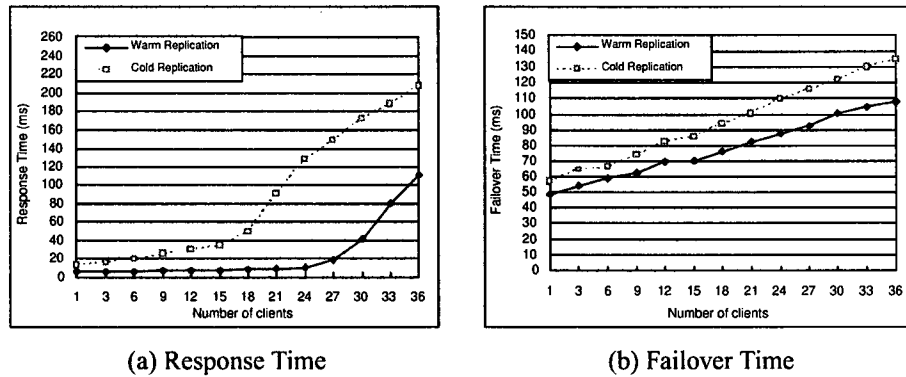 260
240
220
200
180
160
140
120
100
80
60
40
20
0
Response Time (ms)
Warm Replication
Cold Replication
1 3 6 9 12 15 18 21 24 27 30 33 36
Number of clients
(a) Response Time
150
140
130
120
110
100
90
80
70
60
50
40
30
20
10
0
Failover Time (ms)
Warm Replication
Cold Replication
1 3 6 9 12 15 18 21 24 27 30 33 36
Number of clients
(b) Failover Time